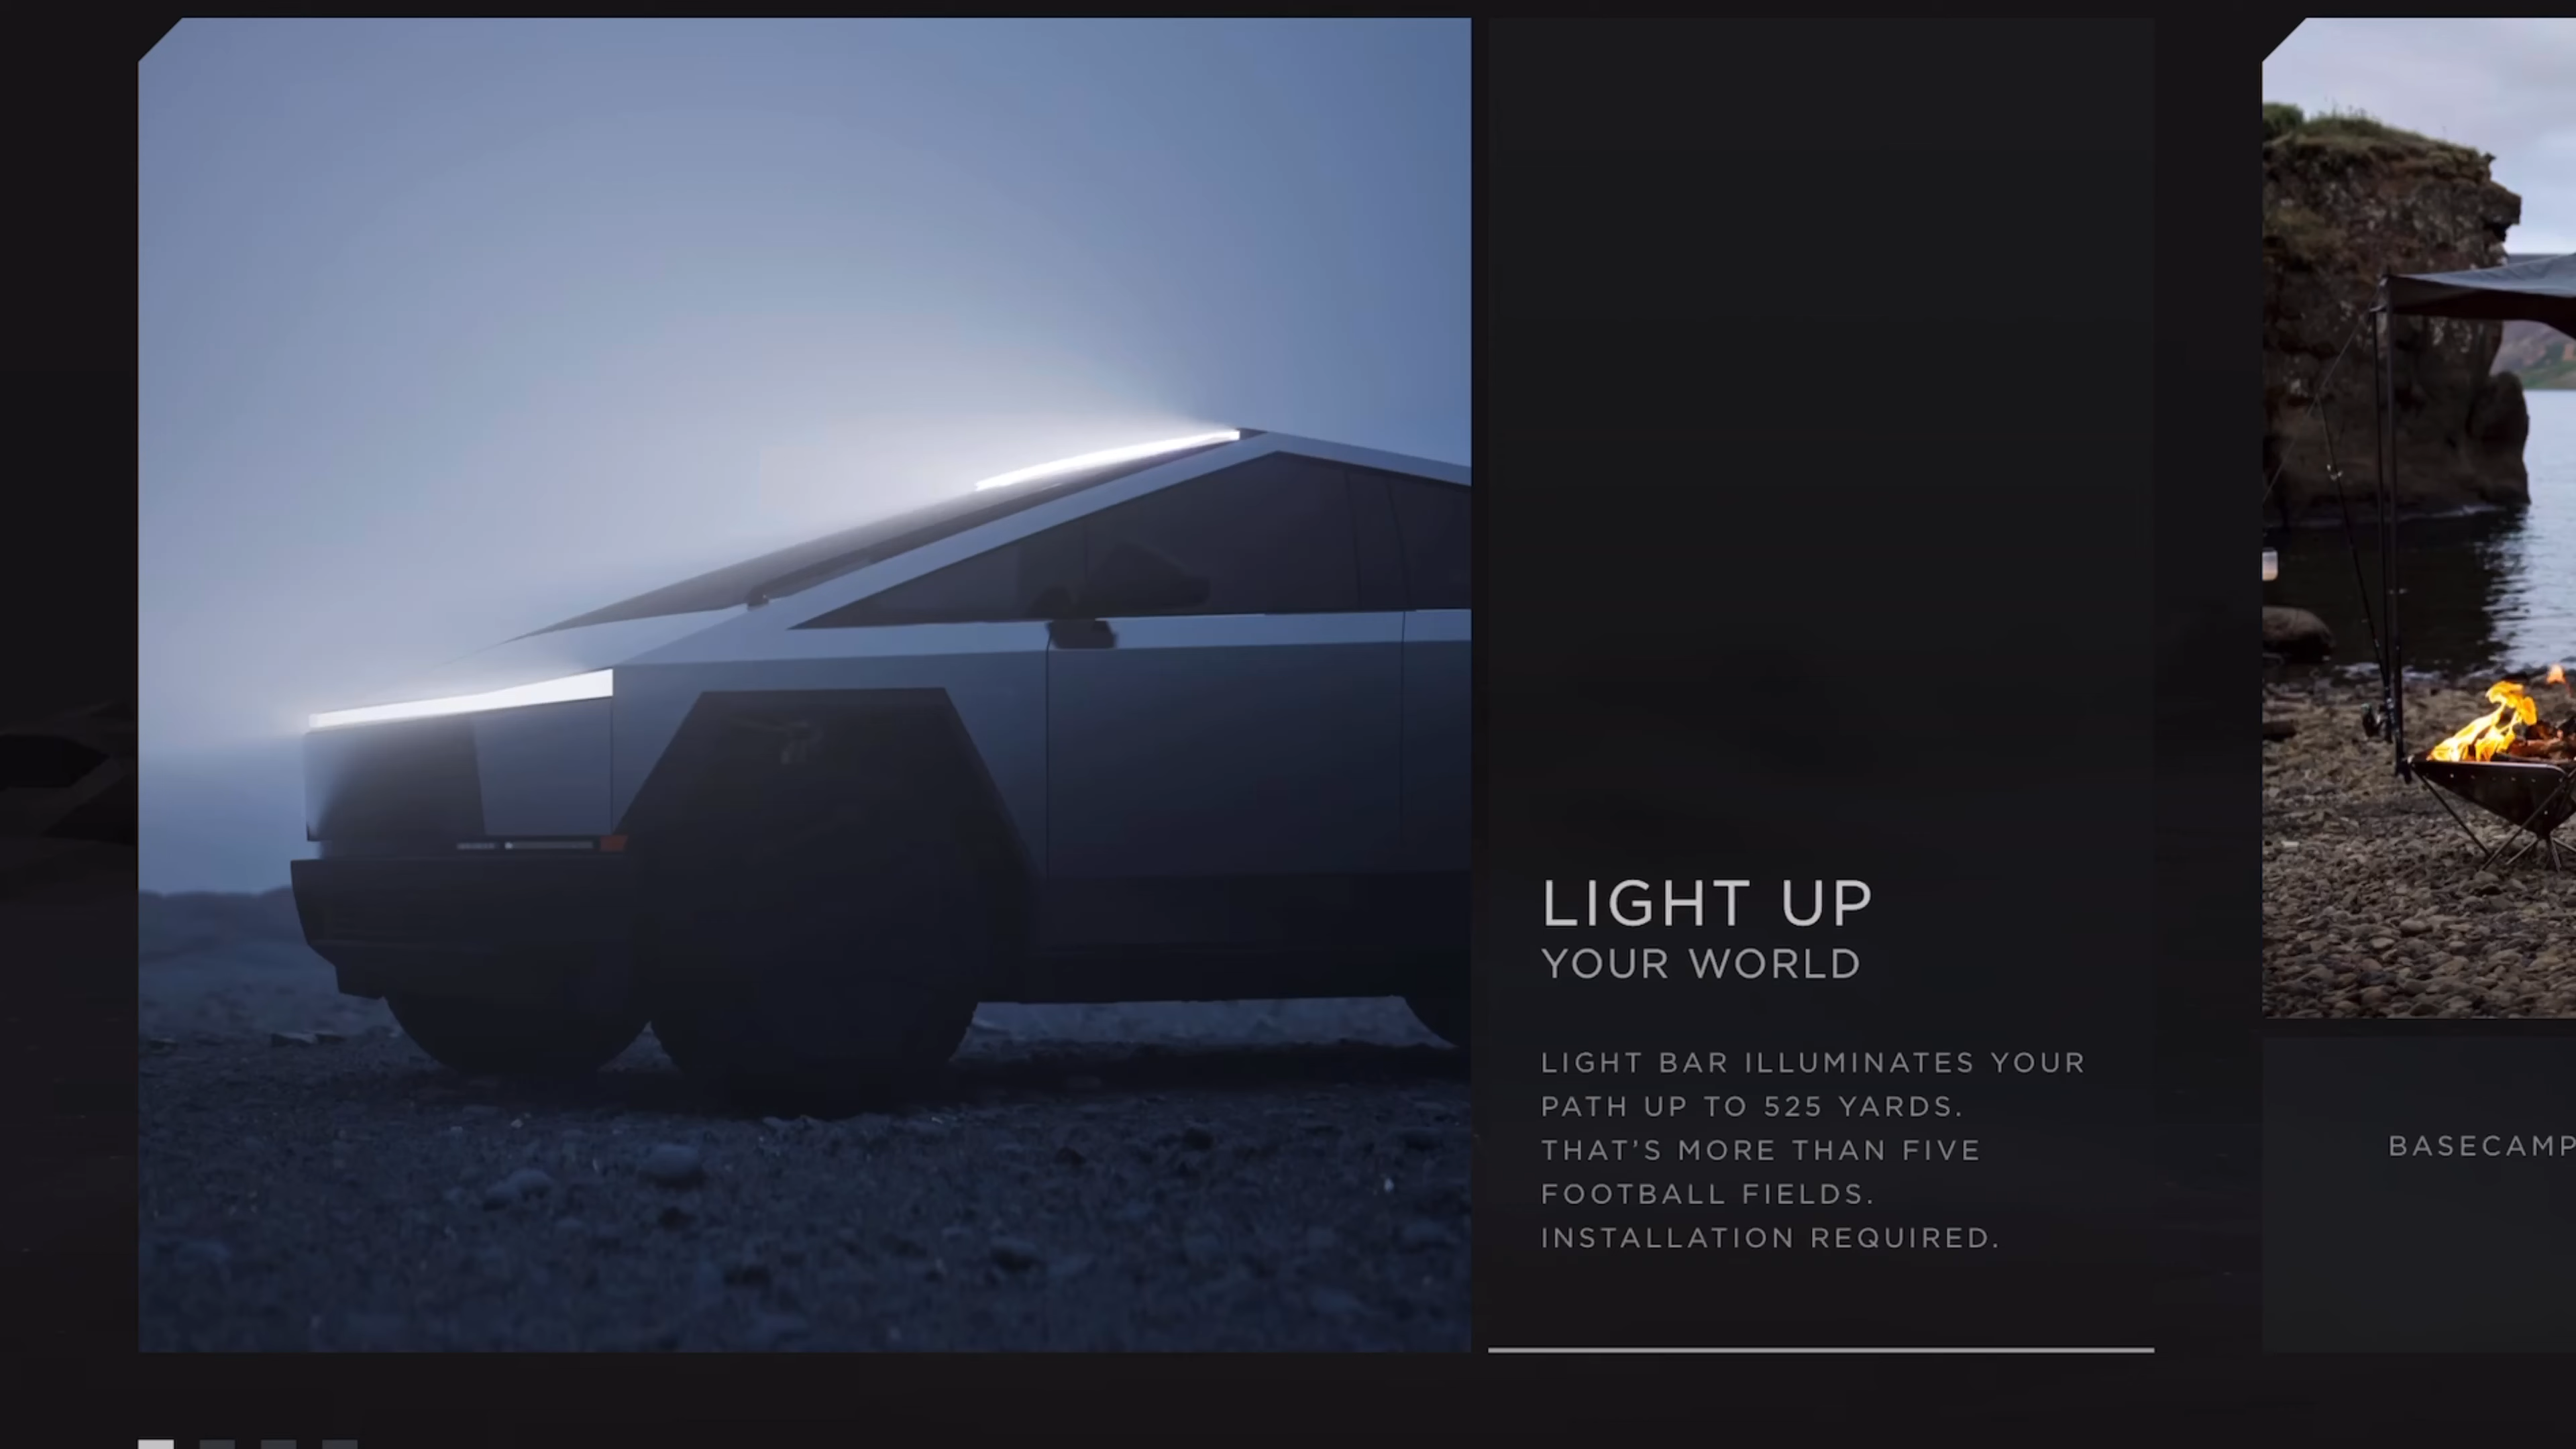 LIGHT UP
YOUR WORLD
LIGHT BAR ILLUMINATES YOUR
PATH UP TO 525 YARDS.
THAT’S MORE THAN FIVE
FOOTBALL FIELDS.
INSTALLATION REQUIRED.
BASECAMP